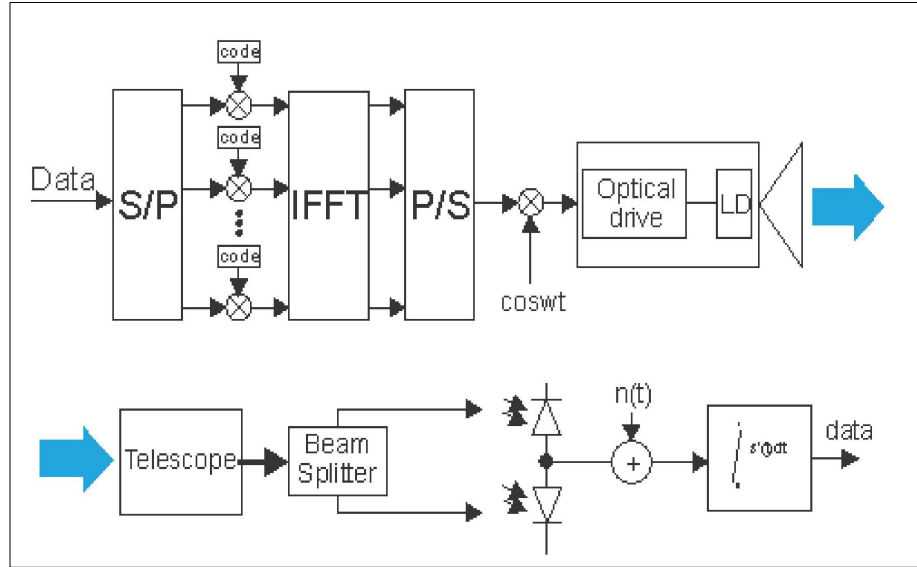 code
code
code
Data
S/P
IFFT
P/S
Optical
drive
LD
coswt
Telescope
Beam
Splitter
n(t)
+
data